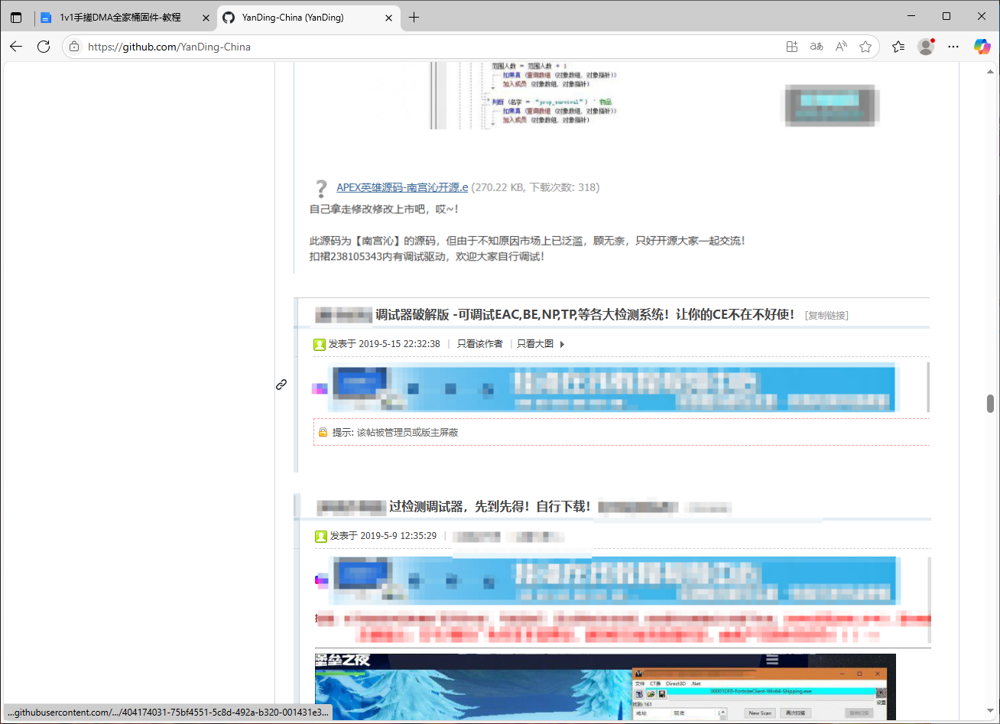 1v1手搓DMA全家桶固件-教程
YanDing-China (YanDing)
https://github.com/YanDing-China
范围人数 = 范围人数 + 1
如果真 (查询数组 (对象数组, 对象指针))
加入成员 (对象数组, 对象指针)
判断 (名字 = “prop_survival”) ' 物品
如果真 (查询数组 (对象数组, 对象指针))
加入成员 (对象数组, 对象指针)
APEX英雄源码-南宫沁开源.e (270.22 KB, 下载次数: 318)
自己拿走修改修改上市吧，哎~！
此源码为【南宫沁】的源码，但由于不知原因市场上已泛滥，顾无奈，只好开源大家一起交流！
扣裙238105343内有调试驱动，欢迎大家自行调试！
调试器破解版 -可调试EAC,BE,NP,TP,等各大检测系统！让你的CE不在不好使！ [复制链接]
发表于 2019-5-15 22:32:38 | 只看该作者 | 只看大图
提示: 该帖被管理员或版主屏蔽
过检测调试器，先到先得！自行下载！
发表于 2019-5-9 12:35:29
堡垒之夜
文件 CT表 Direct3D .Net
00001DF0-FortniteClient-Win64-Shipping.exe
找到:161
设置
地址 现在
New Scan 再次扫描 撤销扫描
...githubusercontent.com/.../404174031-75bf4551-5c8d-492a-b320-001431e3...